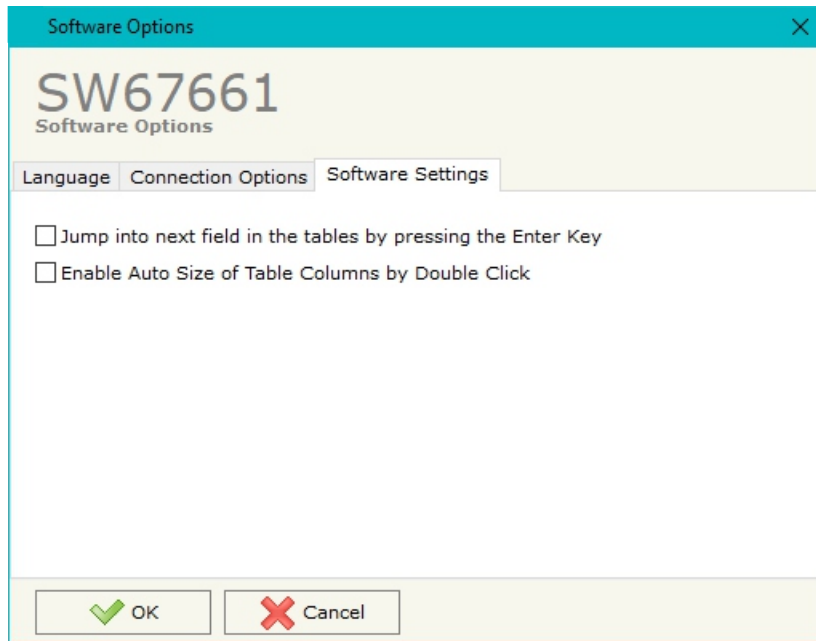 Software Options
SW67661
Software Options
Language Connection Options Software Settings
Jump into next field in the tables by pressing the Enter Key
Enable Auto Size of Table Columns by Double Click
OK Cancel